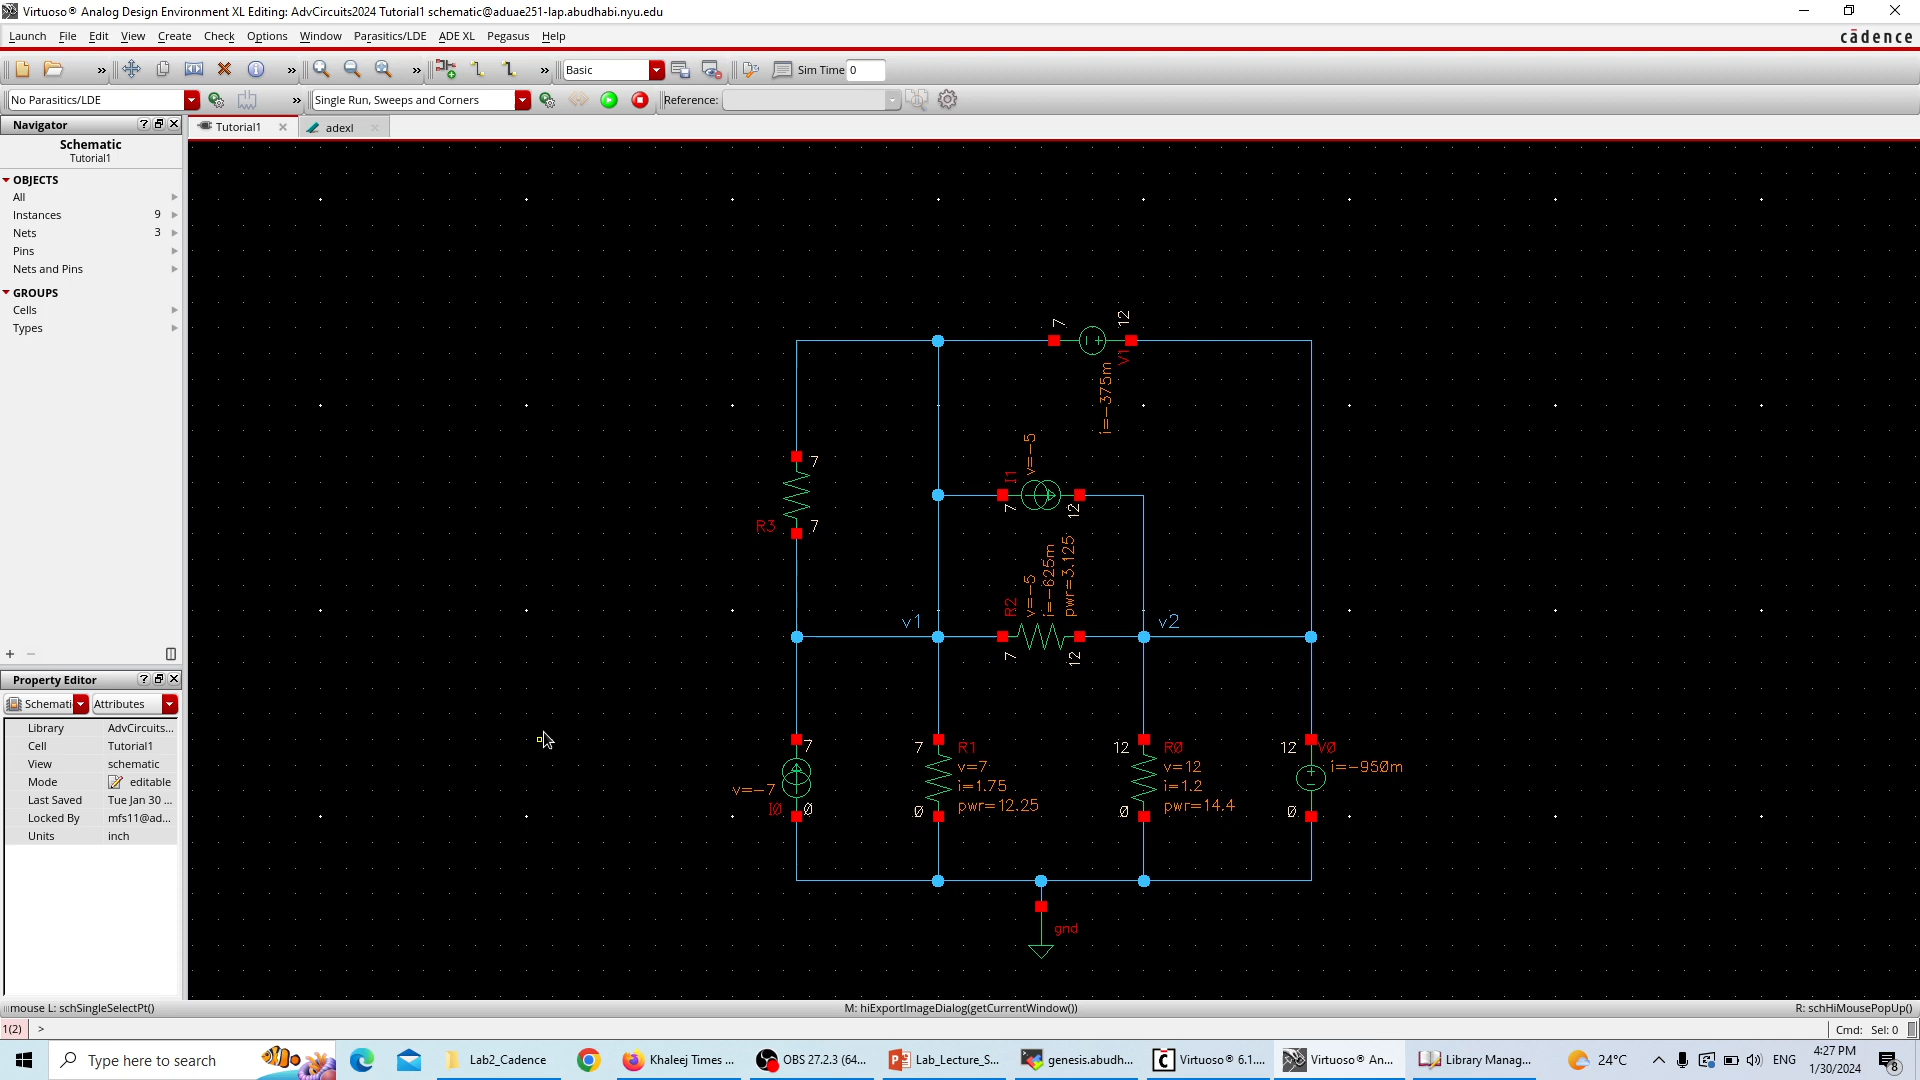 Virtuoso® Analog Design Environment XL Editing: AdvCircuits2024 Tutorial1 schematic@aduae251-lap.abudhabi.nyu.edu
Launch File Edit View Create Check Options Window Parasitics/LDE ADE XL Pegasus Help
cādence
» » » » Basic Sim Time 0
No Parasitics/LDE » Single Run, Sweeps and Corners Reference:
Navigator
Tutorial1 adexl
Schematic
Tutorial1
OBJECTS
All
Instances 9
Nets 3
Pins
Nets and Pins
GROUPS
Cells
Types
7 12
V1
i=-375m
v=-5
I1
7 12
7
R3 7
R2
v=-5
i=-625m
pwr=3.125
7 12
v1 v2
7
v=-7
I0 0
7 R1
v=7
i=1.75
0 pwr=12.25
12 R0
v=12
i=1.2
0 pwr=14.4
12 V0
i=-950m
0
gnd
Property Editor
Schemati Attributes
Library AdvCircuits...
Cell Tutorial1
View schematic
Mode editable
Last Saved Tue Jan 30 ...
Locked By mfs11@ad...
Units inch
mouse L: schSingleSelectPt() M: hiExportImageDialog(getCurrentWindow()) R: schHiMousePopUp()
1(2) > Cmd: Sel: 0
Type here to search Lab2_Cadence Khaleej Times ... OBS 27.2.3 (64... Lab_Lecture_S... genesis.abudh... Virtuoso® 6.1.... Virtuoso® An... Library Manag... 24°C ENG 4:27 PM
1/30/2024 8